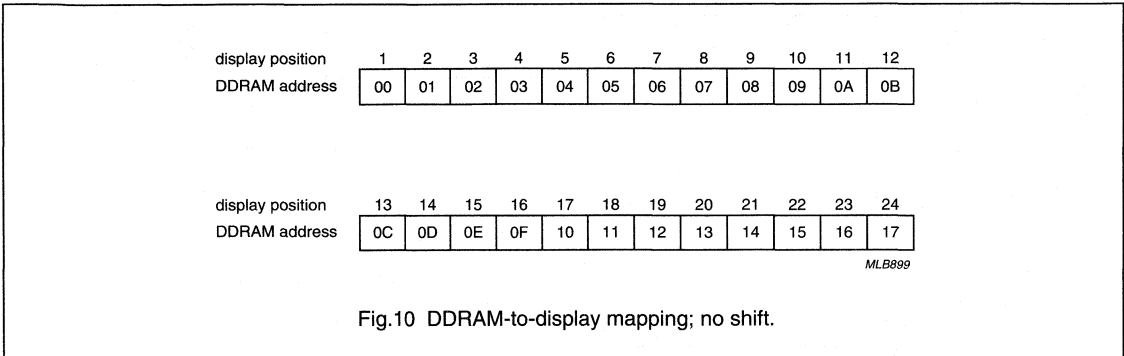 display position 1 2 3 4 5 6 7 8 9 10 11 12
DDRAM address 00 01 02 03 04 05 06 07 08 09 0A 0B
display position 13 14 15 16 17 18 19 20 21 22 23 24
DDRAM address 0C 0D 0E 0F 10 11 12 13 14 15 16 17
MLB899
Fig.10 DDRAM-to-display mapping; no shift.